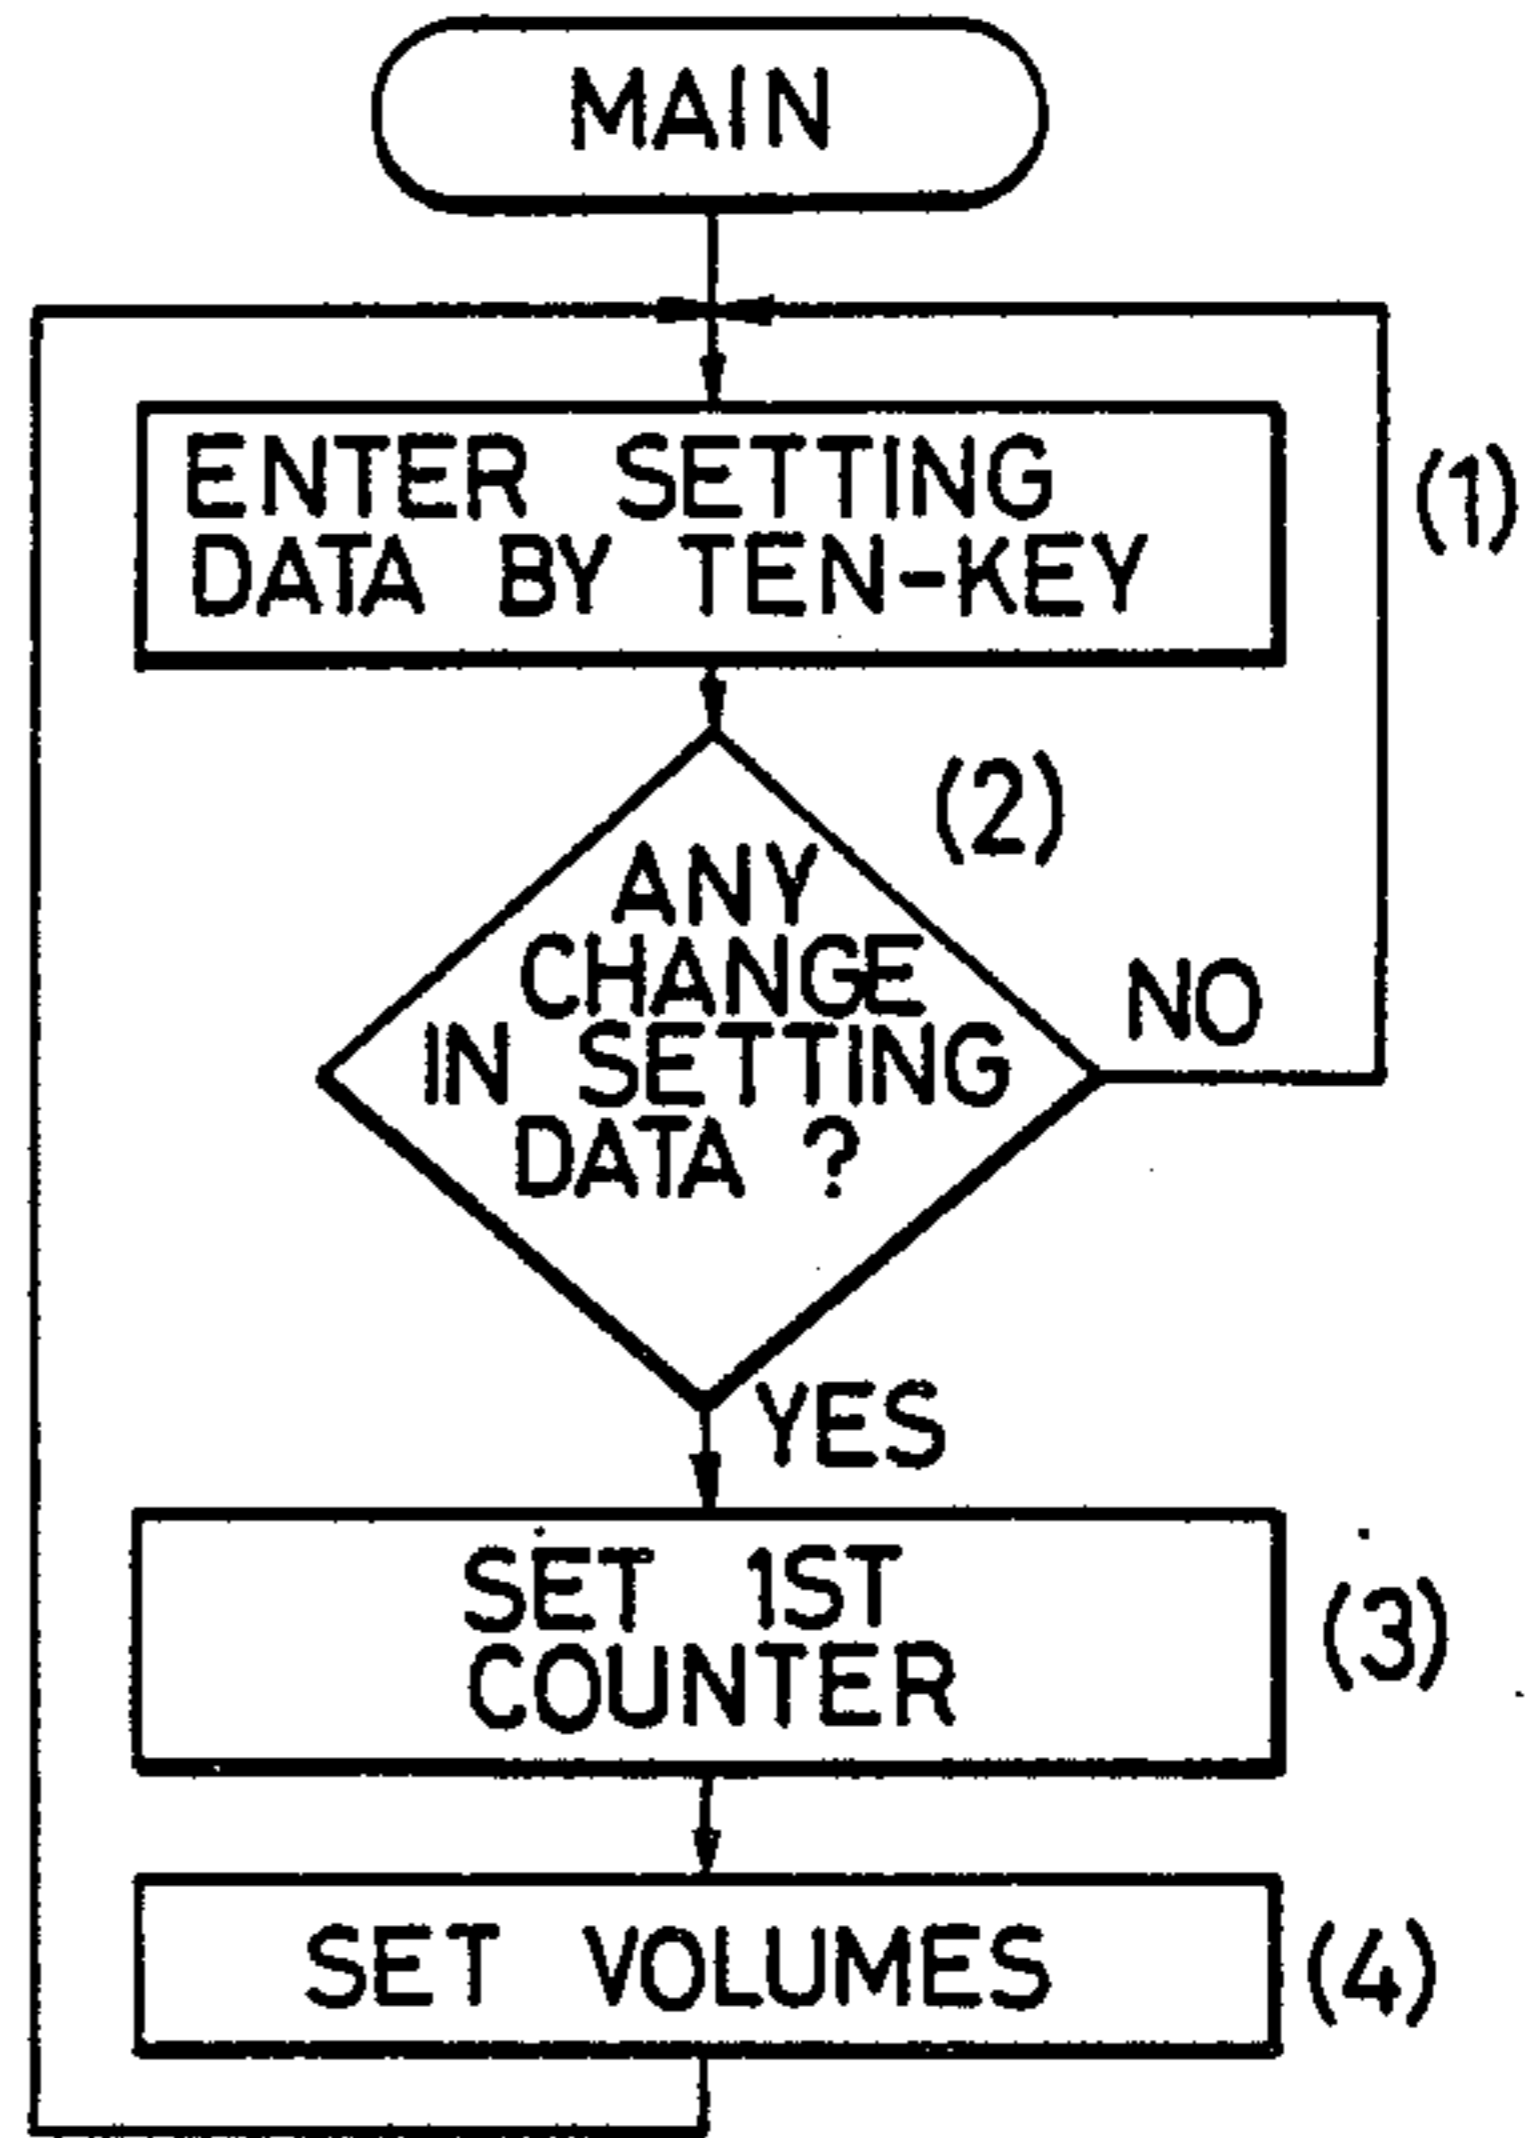 MAIN
ENTER SETTING
DATA BY TEN-KEY
(1)
(2)
ANY
CHANGE
IN SETTING
DATA ?
NO
YES
SET 1ST
COUNTER
(3)
SET VOLUMES
(4)